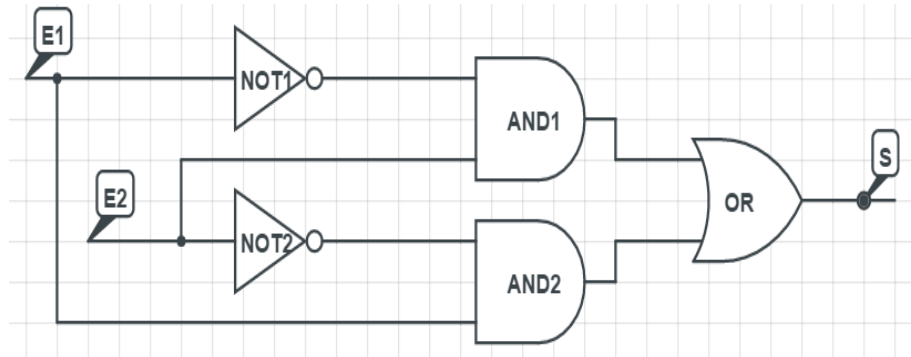 E1
NOT1
AND1
E2
NOT2
AND2
OR
S